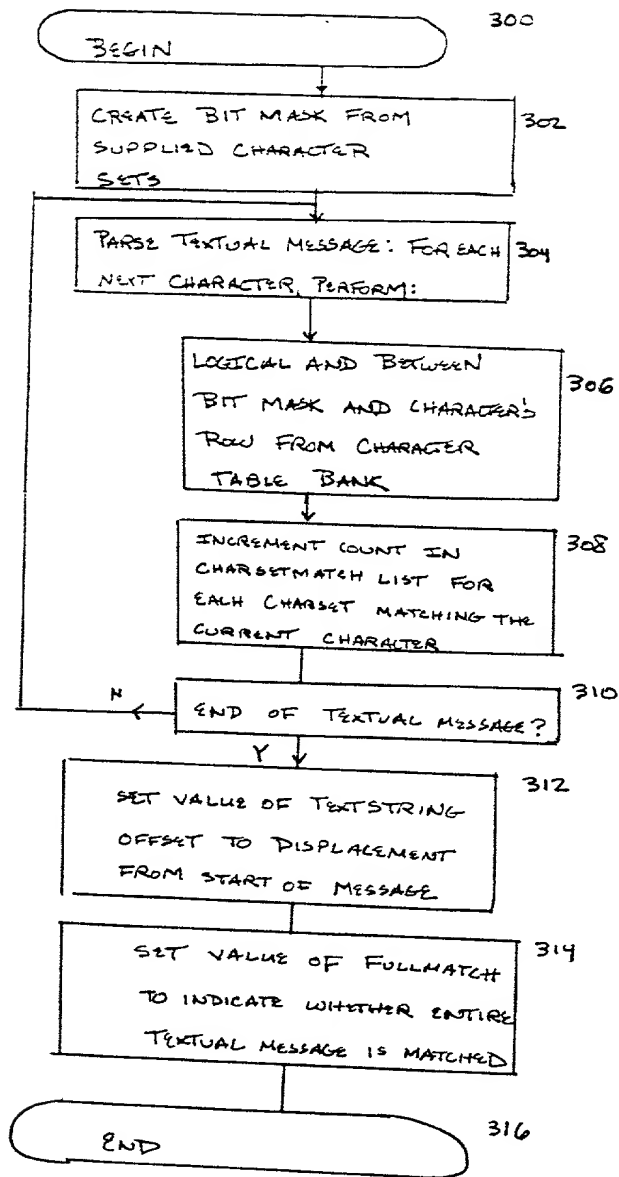 300
BEGIN
CREATE BIT MASK FROM
SUPPLIED CHARACTER
SETS
302
PARSE TEXTUAL MESSAGE: FOR EACH
NEXT CHARACTER, PERFORM:
304
LOGICAL AND BETWEEN
BIT MASK AND CHARACTER'S
ROW FROM CHARACTER
TABLE BANK
306
INCREMENT COUNT IN
CHARSETMATCH LIST FOR
EACH CHARSET MATCHING THE
CURRENT CHARACTER
308
310
N
END OF TEXTUAL MESSAGE?
Y
312
SET VALUE OF TEXTSTRING
OFFSET TO DISPLACEMENT
FROM START OF MESSAGE
314
SET VALUE OF FULLMATCH
TO INDICATE WHETHER ENTIRE
TEXTUAL MESSAGE IS MATCHED
316
END